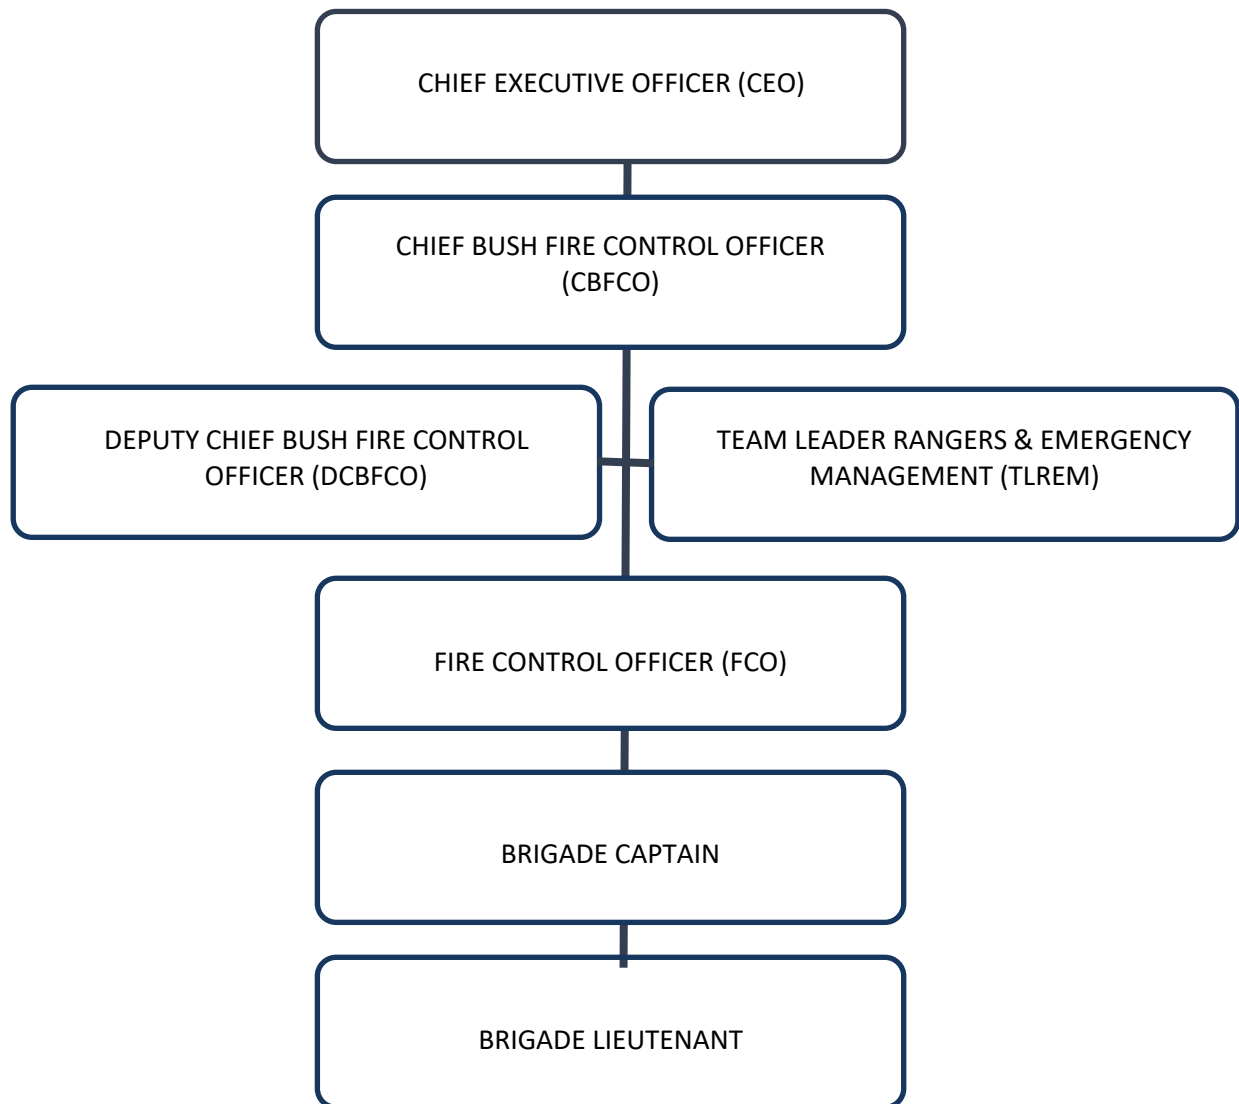 CHIEF EXECUTIVE OFFICER (CEO)
CHIEF BUSH FIRE CONTROL OFFICER
(CBFCO)
DEPUTY CHIEF BUSH FIRE CONTROL
OFFICER (DCBFCO)
TEAM LEADER RANGERS & EMERGENCY
MANAGEMENT (TLREM)
FIRE CONTROL OFFICER (FCO)
BRIGADE CAPTAIN
BRIGADE LIEUTENANT